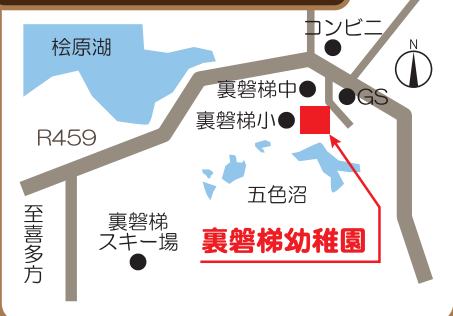 コンビニ
N
桧原湖
裏磐梯中
GS
裏磐梯小
R459
五色沼
至喜多方
裏磐梯
スキー場
裏磐梯幼稚園